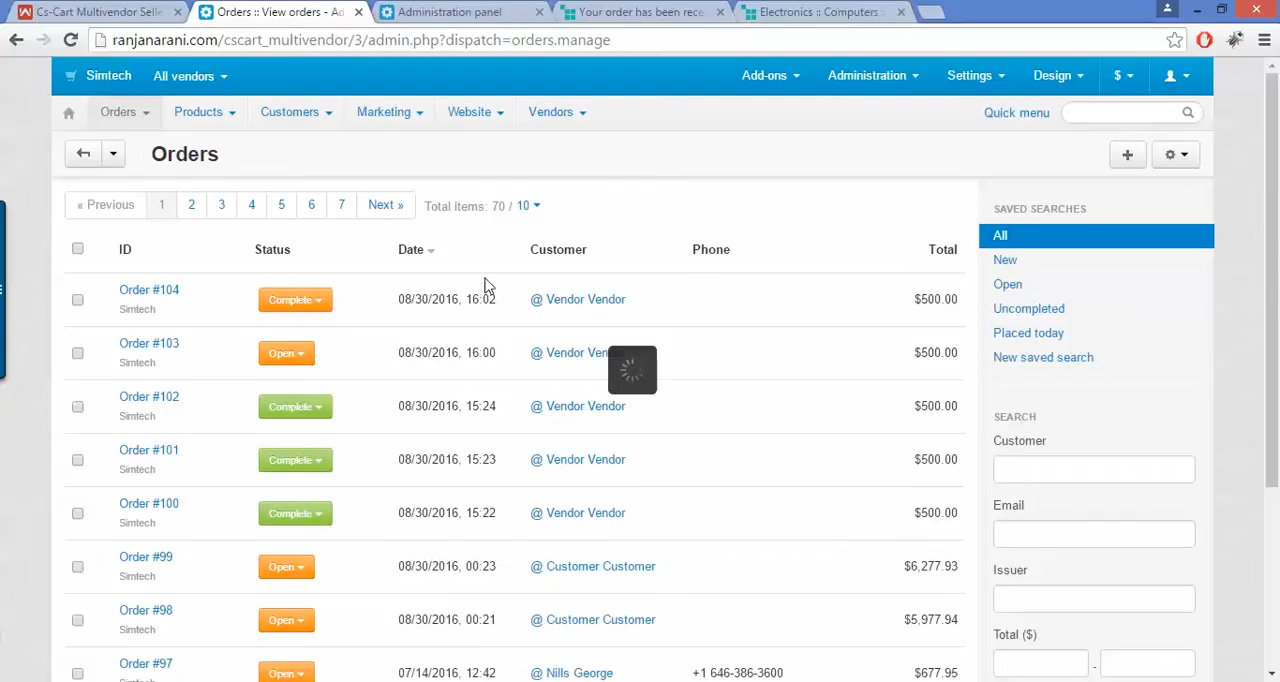 Cs-Cart Multivendor Selle
Orders :: View orders - Ad
Administration panel
Your order has been rece
Electronics :: Computers :
ranjanarani.com/cscart_multivendor/3/admin.php?dispatch=orders.manage
Simtech All vendors Add-ons Administration Settings Design $
Orders Products Customers Marketing Website Vendors Quick menu
Orders
« Previous 1 2 3 4 5 6 7 Next » Total items: 70 / 10
ID Status Date Customer Phone Total
Order #104 Complete 08/30/2016, 16:02 @ Vendor Vendor $500.00
Simtech
Order #103 Open 08/30/2016, 16:00 @ Vendor $500.00
Simtech
Order #102 Complete 08/30/2016, 15:24 @ Vendor Vendor $500.00
Simtech
Order #101 Complete 08/30/2016, 15:23 @ Vendor Vendor $500.00
Simtech
Order #100 Complete 08/30/2016, 15:22 @ Vendor Vendor $500.00
Simtech
Order #99 Open 08/30/2016, 00:23 @ Customer Customer $6,277.93
Simtech
Order #98 Open 08/30/2016, 00:21 @ Customer Customer $5,977.94
Simtech
Order #97 Open 07/14/2016, 12:42 @ Nills George +1 646-386-3600 $677.95
SAVED SEARCHES
All
New
Open
Uncompleted
Placed today
New saved search
SEARCH
Customer
Email
Issuer
Total ($)
-